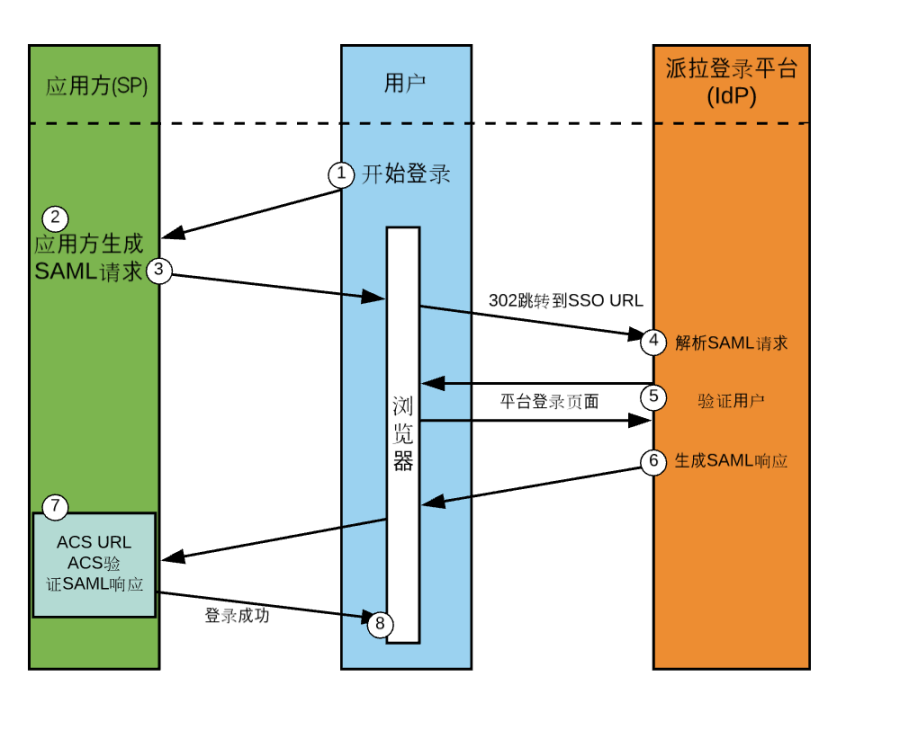 应用方(SP)
用户
派拉登录平台
(IdP)
1
开始登录
2
应用方生成
SAML请求
3
302跳转到SSO URL
4
解析SAML请求
5
平台登录页面
验证用户
浏
览
器
6
生成SAML响应
7
ACS URL
ACS验
证SAML响应
登录成功
8